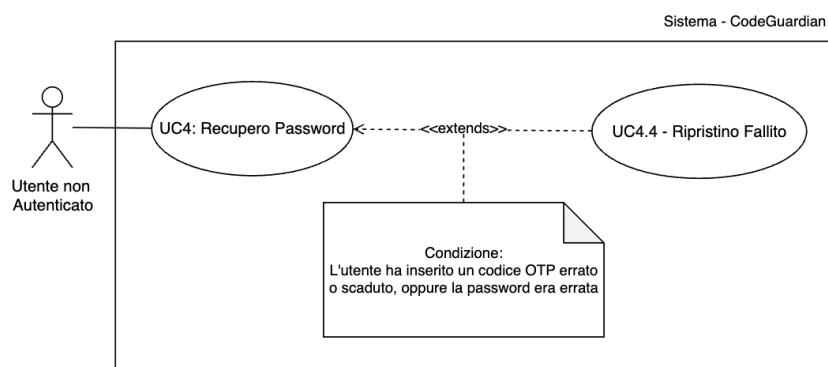 Sistema - CodeGuardian
UC4: Recupero Password
<<extends>>
UC4.4 - Ripristino Fallito
Utente non
Autenticato
Condizione:
L'utente ha inserito un codice OTP errato
o scaduto, oppure la password era errata